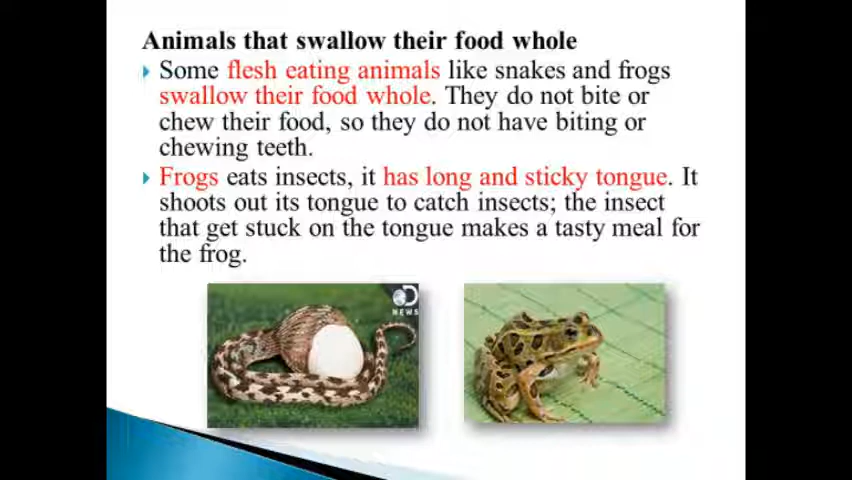 Animals that swallow their food whole
Some flesh eating animals like snakes and frogs
swallow their food whole. They do not bite or
chew their food, so they do not have biting or
chewing teeth.
Frogs eats insects, it has long and sticky tongue. It
shoots out its tongue to catch insects; the insect
that get stuck on the tongue makes a tasty meal for
the frog.
D
NEWS